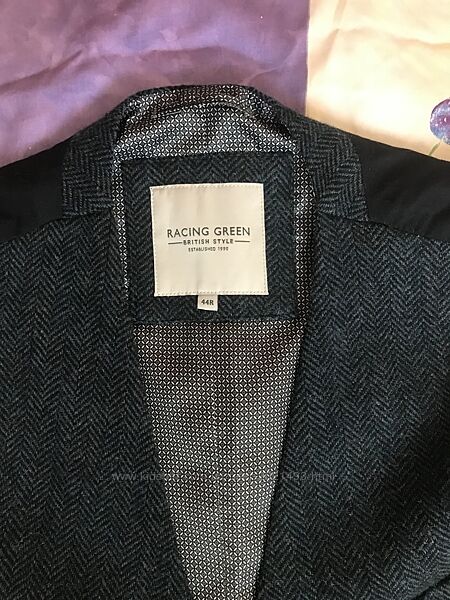 RACING GREEN
BRITISH STYLE
ESTABLISHED 1990
44R